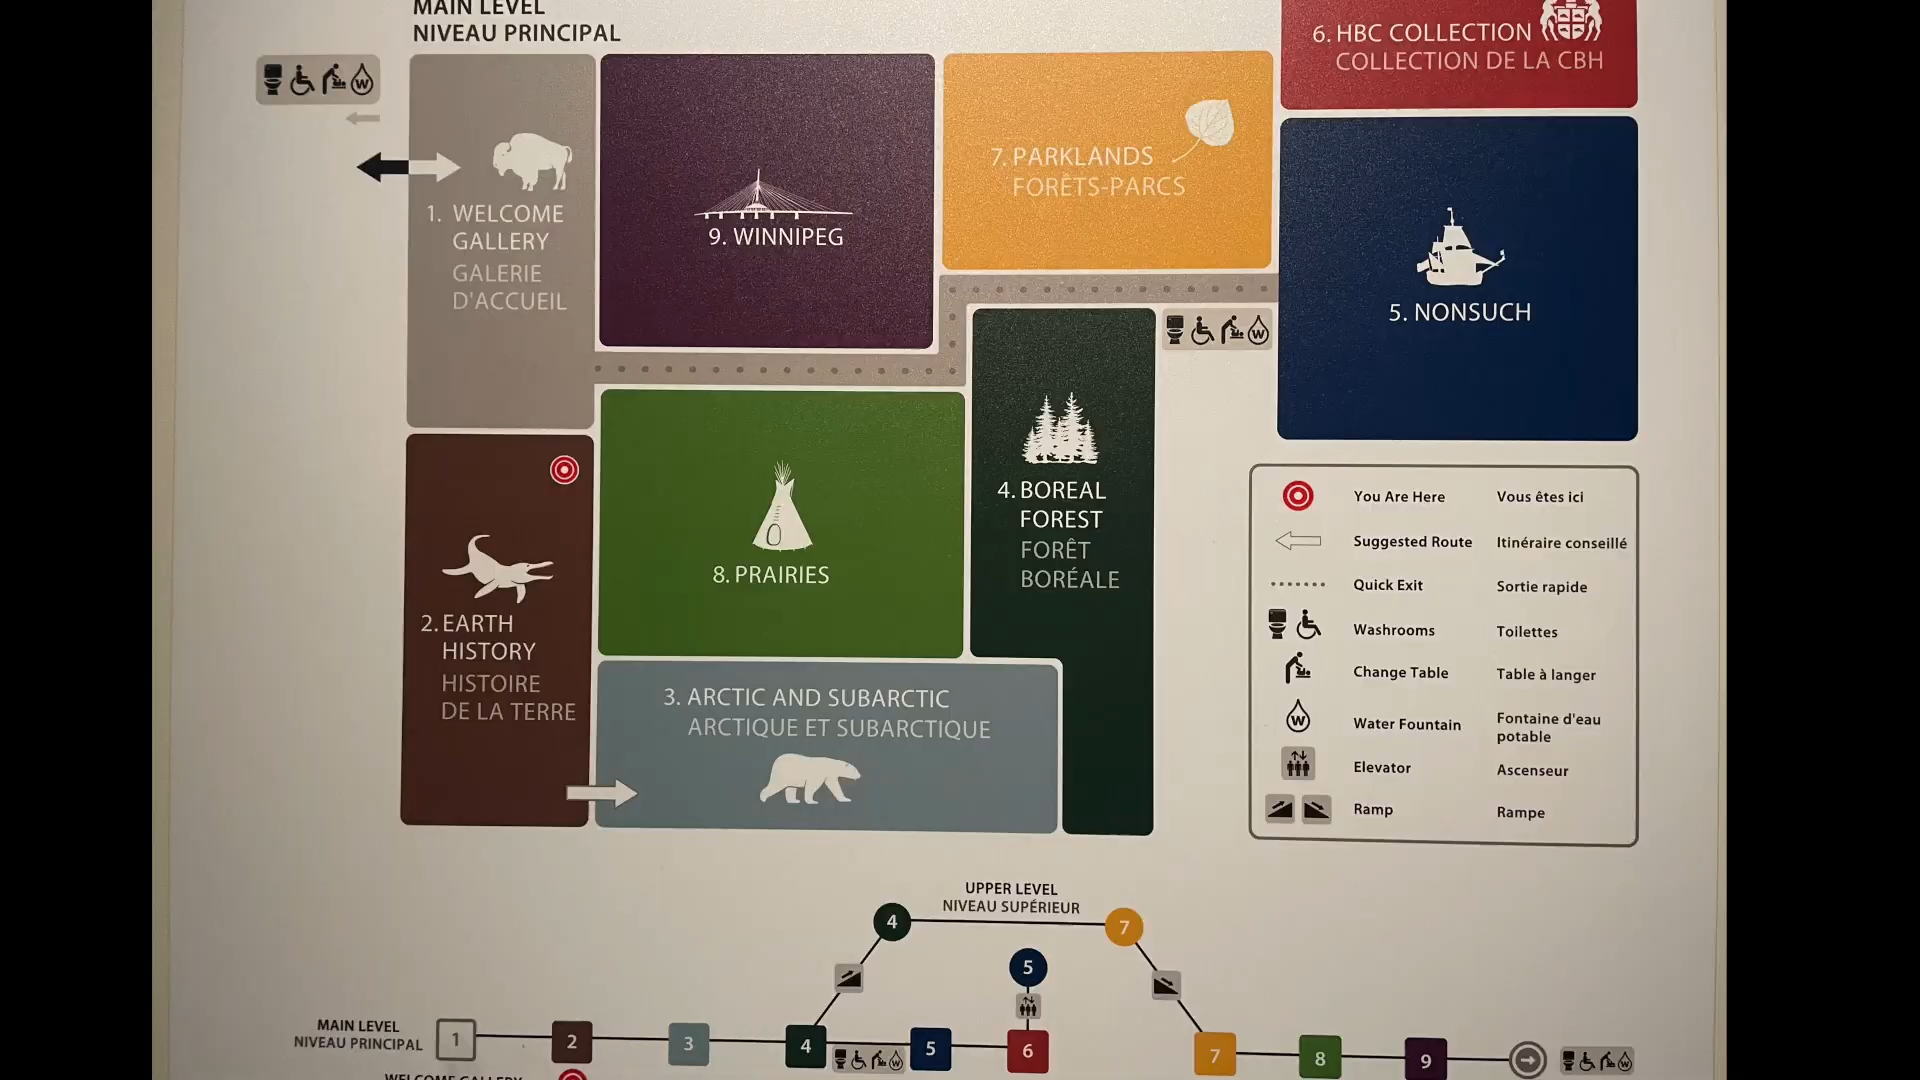 MAIN LEVEL
NIVEAU PRINCIPAL
6. HBC COLLECTION
COLLECTION DE LA CBH
W
7. PARKLANDS
FORÊTS-PARCS
1. WELCOME
GALLERY
GALERIE
D'ACCUEIL
9. WINNIPEG
5. NONSUCH
W
4. BOREAL
FOREST
FORÊT
BORÉALE
8. PRAIRIES
2. EARTH
HISTORY
HISTOIRE
DE LA TERRE
3. ARCTIC AND SUBARCTIC
ARCTIQUE ET SUBARCTIQUE
You Are Here Vous êtes ici
Suggested Route Itinéraire conseillé
Quick Exit Sortie rapide
Washrooms Toilettes
Change Table Table à langer
W Water Fountain Fontaine d'eau
potable
Elevator Ascenseur
Ramp Rampe
UPPER LEVEL
NIVEAU SUPÉRIEUR
4 7
5
MAIN LEVEL
NIVEAU PRINCIPAL
1 2 3 4 W 5 6 7 8 9 W
WELCOME GALLERY